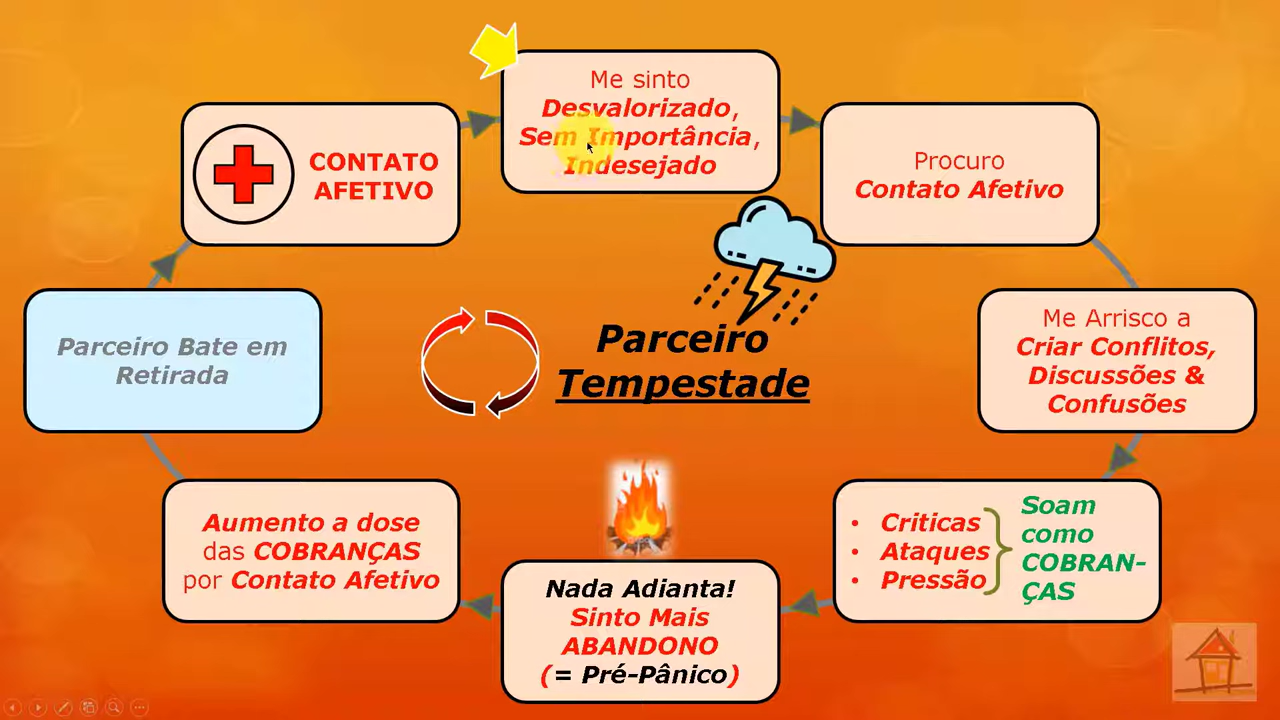 Me sinto
Desvalorizado,
Sem Importância,
Indesejado
Procuro
Contato Afetivo
Me Arrisco a
Criar Conflitos,
Discussões &
Confusões
• Criticas
• Ataques
• Pressão
Soam
como
COBRAN-
ÇAS
Nada Adianta!
Sinto Mais
ABANDONO
(= Pré-Pânico)
Aumento a dose
das COBRANÇAS
por Contato Afetivo
Parceiro Bate em
Retirada
CONTATO
AFETIVO
Parceiro
Tempestade